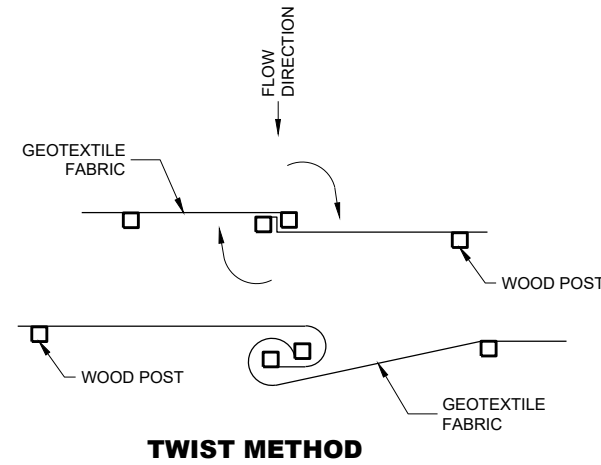 FLOW
DIRECTION
GEOTEXTILE
FABRIC
WOOD POST
WOOD POST
GEOTEXTILE
FABRIC
TWIST METHOD